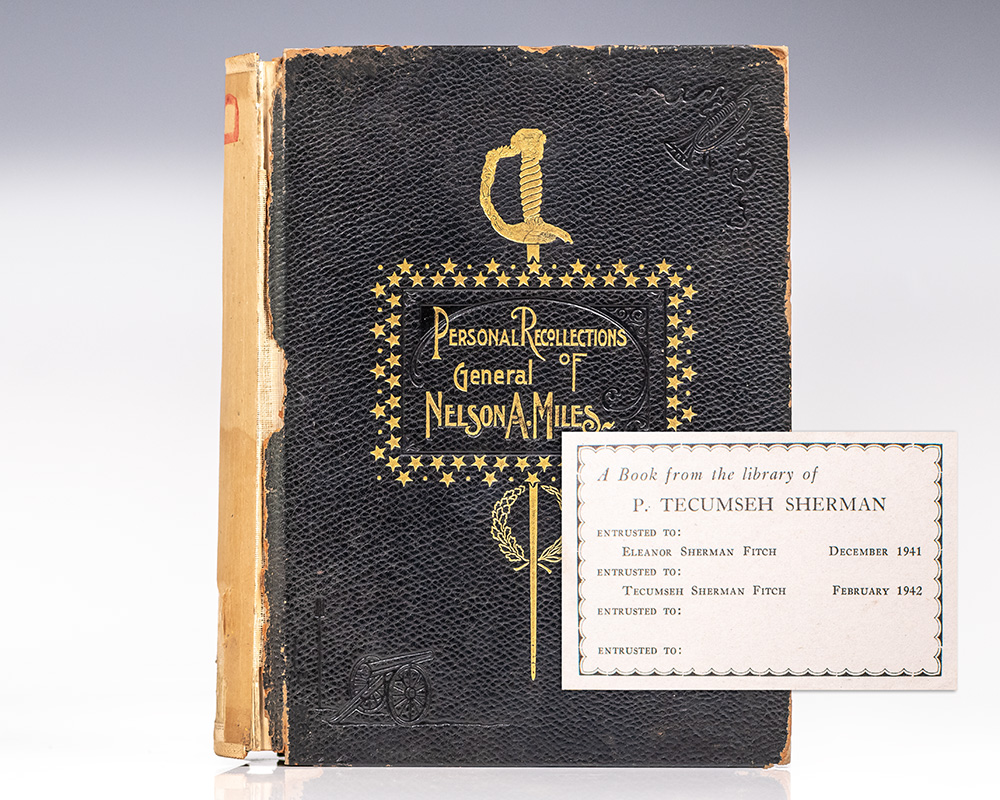 Personal Recollections
of
General
Nelson A. Miles
A Book from the library of
P. TECUMSEH SHERMAN
ENTRUSTED TO:
Eleanor Sherman Fitch December 1941
ENTRUSTED TO:
Tecumseh Sherman Fitch February 1942
ENTRUSTED TO:
ENTRUSTED TO: